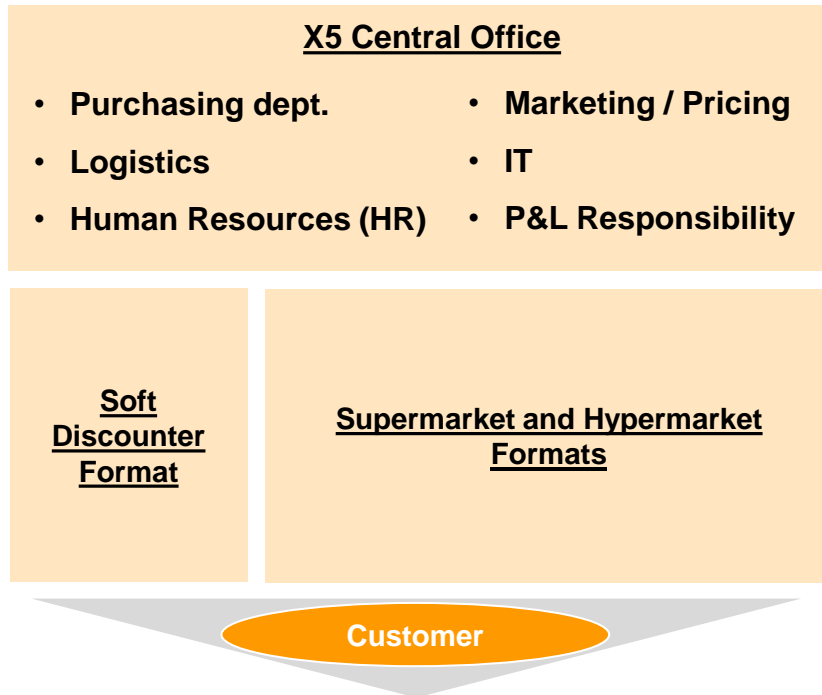 X5 Central Office
• Purchasing dept.
• Logistics
• Human Resources (HR)
• Marketing / Pricing
• IT
• P&L Responsibility
Soft
Discounter
Format
Supermarket and Hypermarket
Formats
Customer